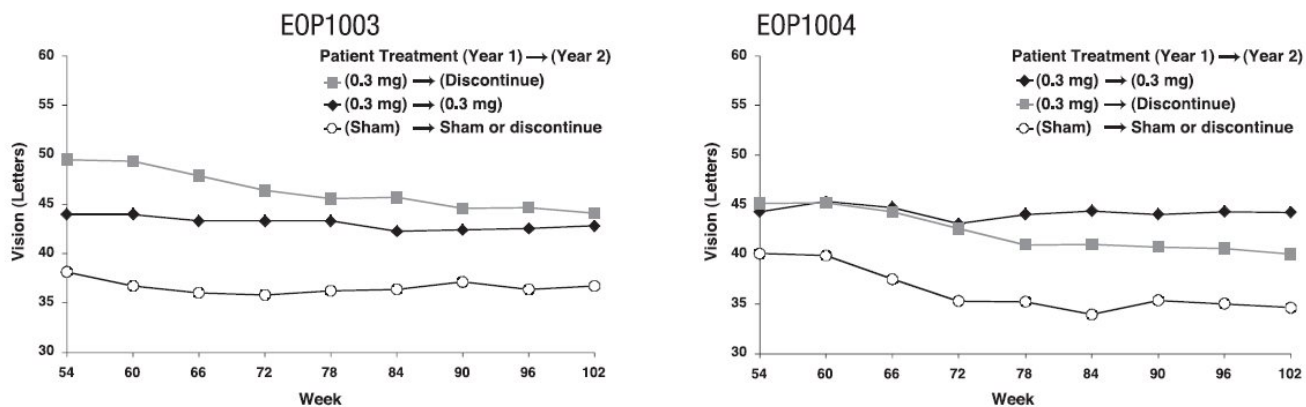 EOP1003
60
55
50
45
40
35
30
Vision (Letters)
Patient Treatment (Year 1) → (Year 2)
(0.3 mg) → (Discontinue)
(0.3 mg) → (0.3 mg)
(Sham) → Sham or discontinue
54 60 66 72 78 84 90 96 102
Week
EOP1004
60
55
50
45
40
35
30
Vision (Letters)
Patient Treatment (Year 1) → (Year 2)
(0.3 mg) → (0.3 mg)
(0.3 mg) → (Discontinue)
(Sham) → Sham or discontinue
54 60 66 72 78 84 90 96 102
Week